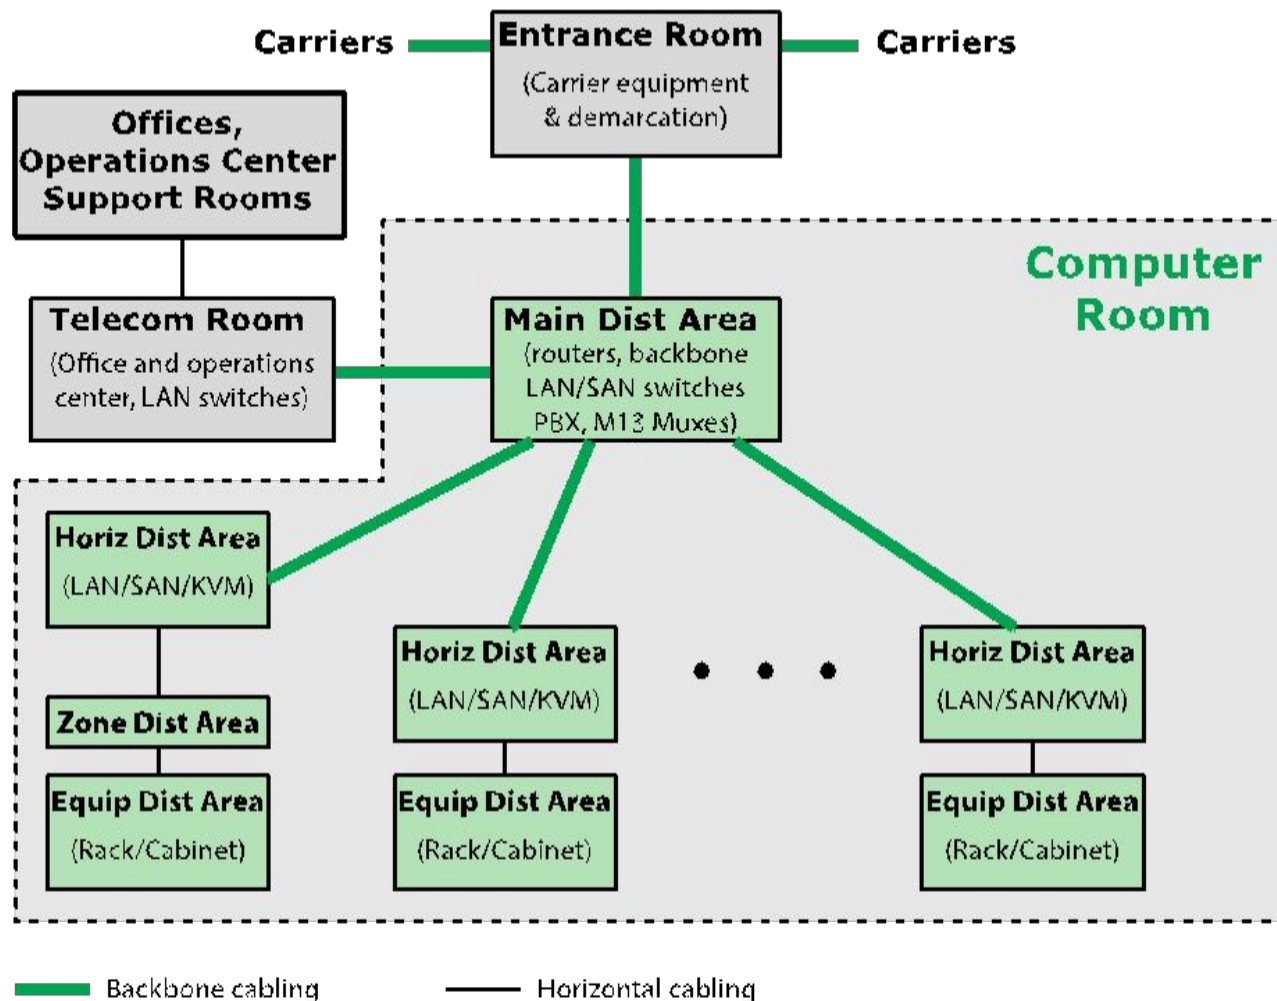 Carriers
Entrance Room
Carriers
(Carrier equipment
& demarcation)
Offices,
Operations Center
Support Rooms
Computer
Room
Telecom Room
(Office and operations
center, LAN switches)
Main Dist Area
(routers, backbone
LAN/SAN switches
PBX, M13 Muxes)
Horiz Dist Area
(LAN/SAN/KVM)
Horiz Dist Area
(LAN/SAN/KVM)
• • •
Horiz Dist Area
(LAN/SAN/KVM)
Zone Dist Area
Equip Dist Area
(Rack/Cabinet)
Equip Dist Area
(Rack/Cabinet)
Equip Dist Area
(Rack/Cabinet)
Backbone cabling
Horizontal cabling